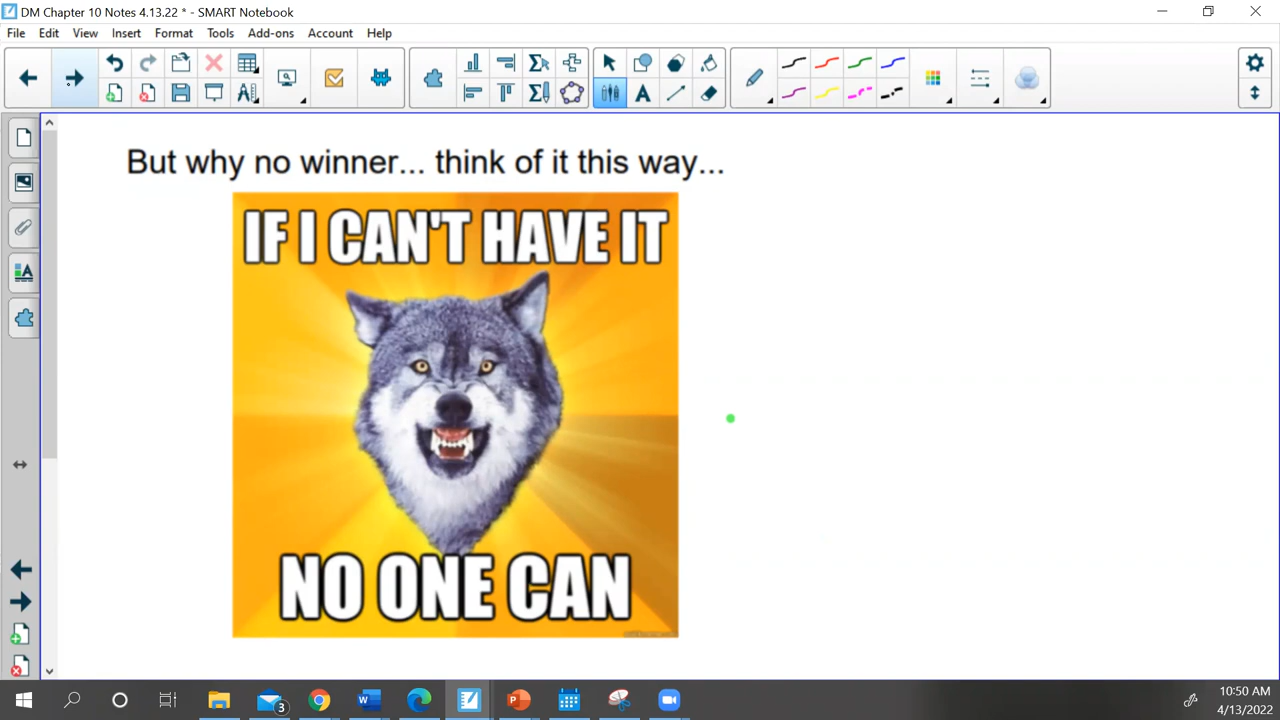 DM Chapter 10 Notes 4.13.22 * - SMART Notebook
File Edit View Insert Format Tools Add-ons Account Help
But why no winner... think of it this way...
IF I CAN'T HAVE IT
NO ONE CAN
3
10:50 AM
4/13/2022